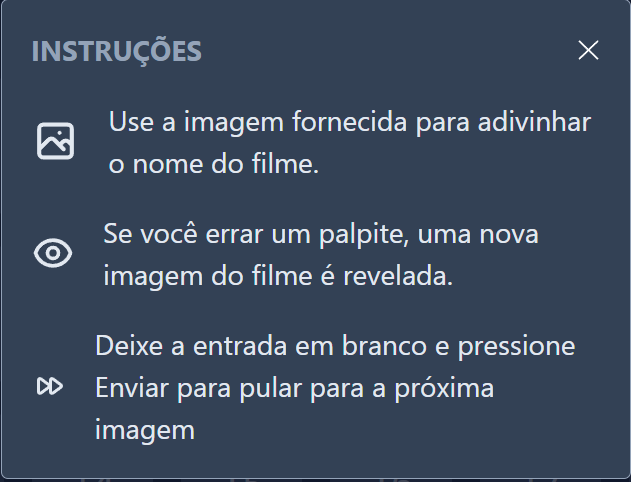 INSTRUÇÕES
Use a imagem fornecida para adivinhar
o nome do filme.
Se você errar um palpite, uma nova
imagem do filme é revelada.
Deixe a entrada em branco e pressione
Enviar para pular para a próxima
imagem